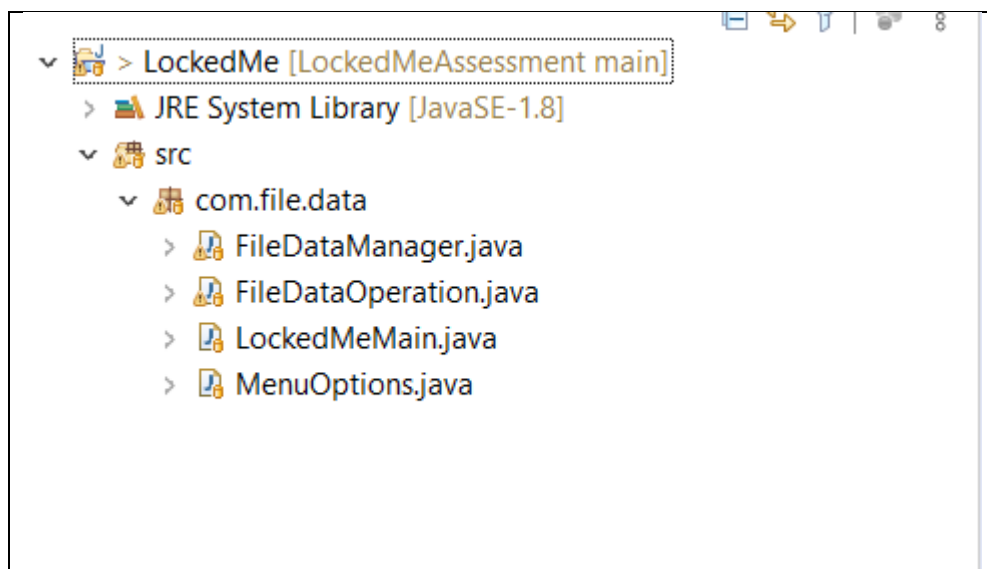 > LockedMe [LockedMeAssessment main]
JRE System Library [JavaSE-1.8]
src
com.file.data
FileDataManager.java
FileDataOperation.java
LockedMeMain.java
MenuOptions.java